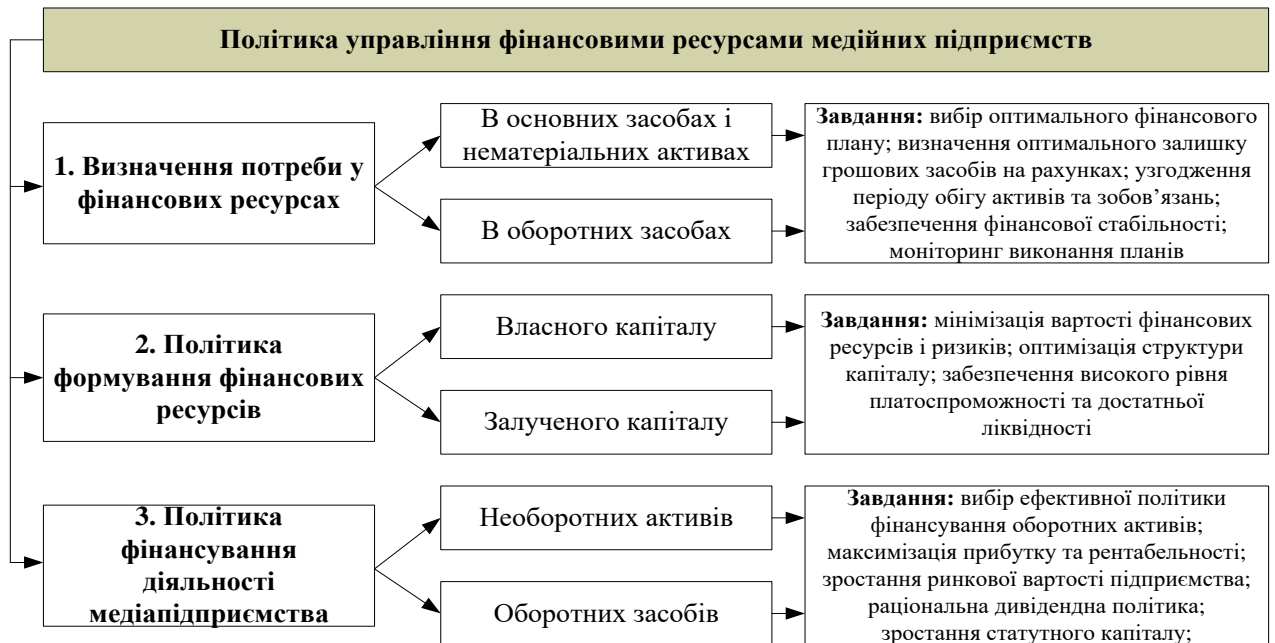 Політика управління фінансовими ресурсами медійних підприємств
1. Визначення потреби у
фінансових ресурсах
В основних засобах і
нематеріальних активах
В оборотних засобах
Завдання: вибір оптимального фінансового
плану; визначення оптимального залишку
грошових засобів на рахунках; узгодження
періоду обігу активів та зобов’язань;
забезпечення фінансової стабільності;
моніторинг виконання планів
2. Політика
формування фінансових
ресурсів
Власного капіталу
Залученого капіталу
Завдання: мінімізація вартості фінансових
ресурсів і ризиків; оптимізація структури
капіталу; забезпечення високого рівня
платоспроможності та достатньої
ліквідності
3. Політика
фінансування
діяльності
медіапідприємства
Необоротних активів
Оборотних засобів
Завдання: вибір ефективної політики
фінансування оборотних активів;
максимізація прибутку та рентабельності;
зростання ринкової вартості підприємства;
раціональна дивідендна політика;
зростання статутного капіталу;